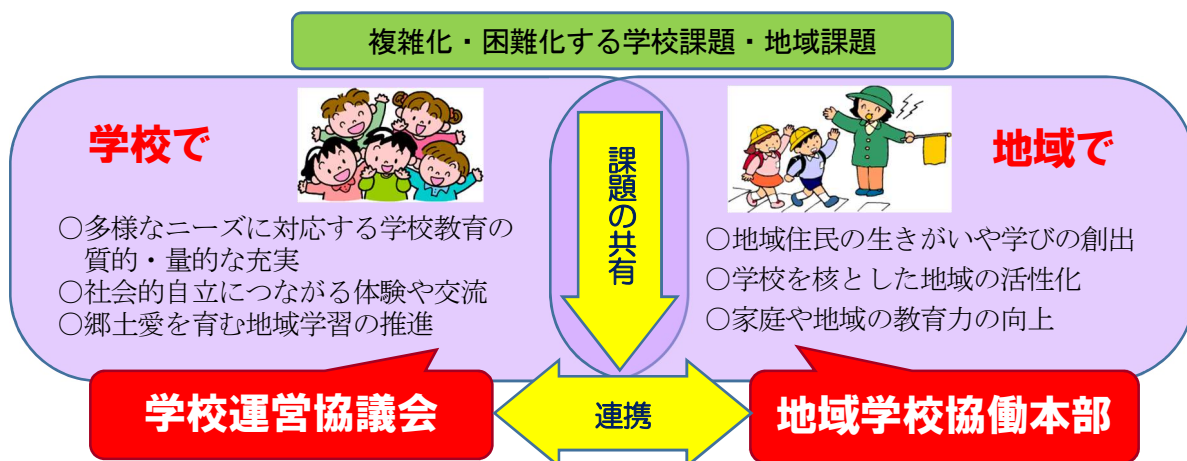 複雑化・困難化する学校課題・地域課題
学校で
〇多様なニーズに対応する学校教育の
質的・量的な充実
〇社会的自立につながる体験や交流
〇郷土愛を育む地域学習の推進
課題の共有
地域で
〇地域住民の生きがいや学びの創出
〇学校を核とした地域の活性化
〇家庭や地域の教育力の向上
学校運営協議会
連携
地域学校協働本部